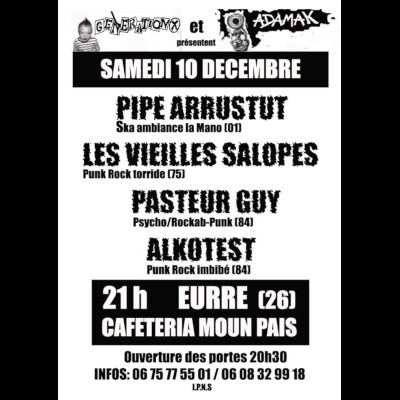 GENERATION X et ADAMAK
présentent
SAMEDI 10 DECEMBRE
PIPE ARRUSTUT
Ska ambiance la Mano (01)
LES VIEILLES SALOPES
Punk Rock torride (75)
PASTEUR GUY
Psycho/Rockab-Punk (84)
ALKOTEST
Punk Rock imbibé (84)
21 h EURRE (26)
CAFETERIA MOUN PAIS
Ouverture des portes 20h30
INFOS: 06 75 77 55 01 / 06 08 32 99 18
I.P.N.S